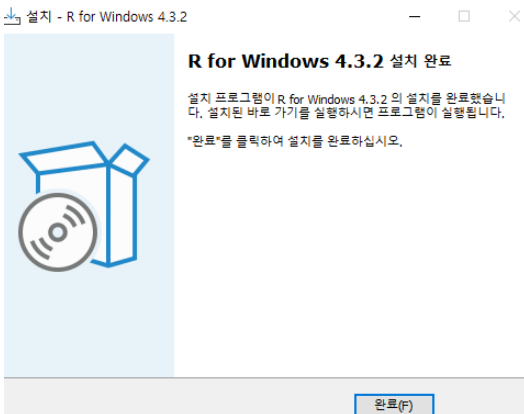 설치 - R for Windows 4.3.2
R for Windows 4.3.2 설치 완료
설치 프로그램이 R for Windows 4.3.2 의 설치를 완료했습니
다. 설치된 바로 가기를 실행하시면 프로그램이 실행됩니다.
"완료"를 클릭하여 설치를 완료하십시오.
완료(F)